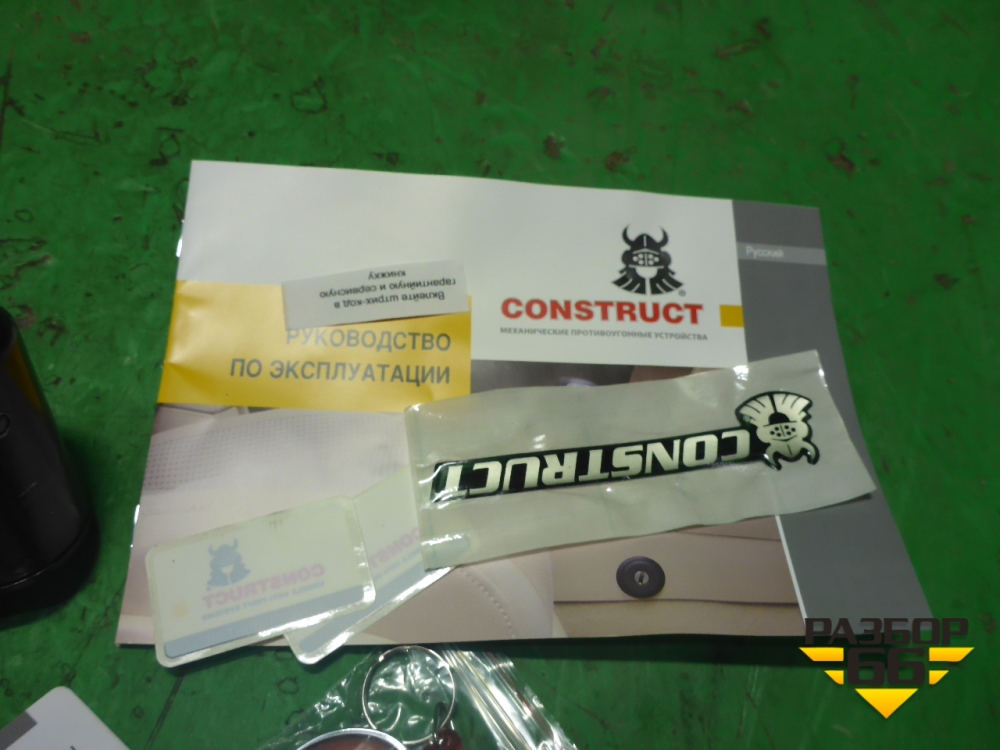 Русский
CONSTRUCT
МЕХАНИЧЕСКИЕ ПРОТИВОУГОННЫЕ УСТРОЙСТВА
Вклейте штрих-код в
гарантийную и сервисную
книжку
РУКОВОДСТВО
ПО ЭКСПЛУАТАЦИИ
CONSTRUCT
CONSTRUCT
РАЗБОР
66